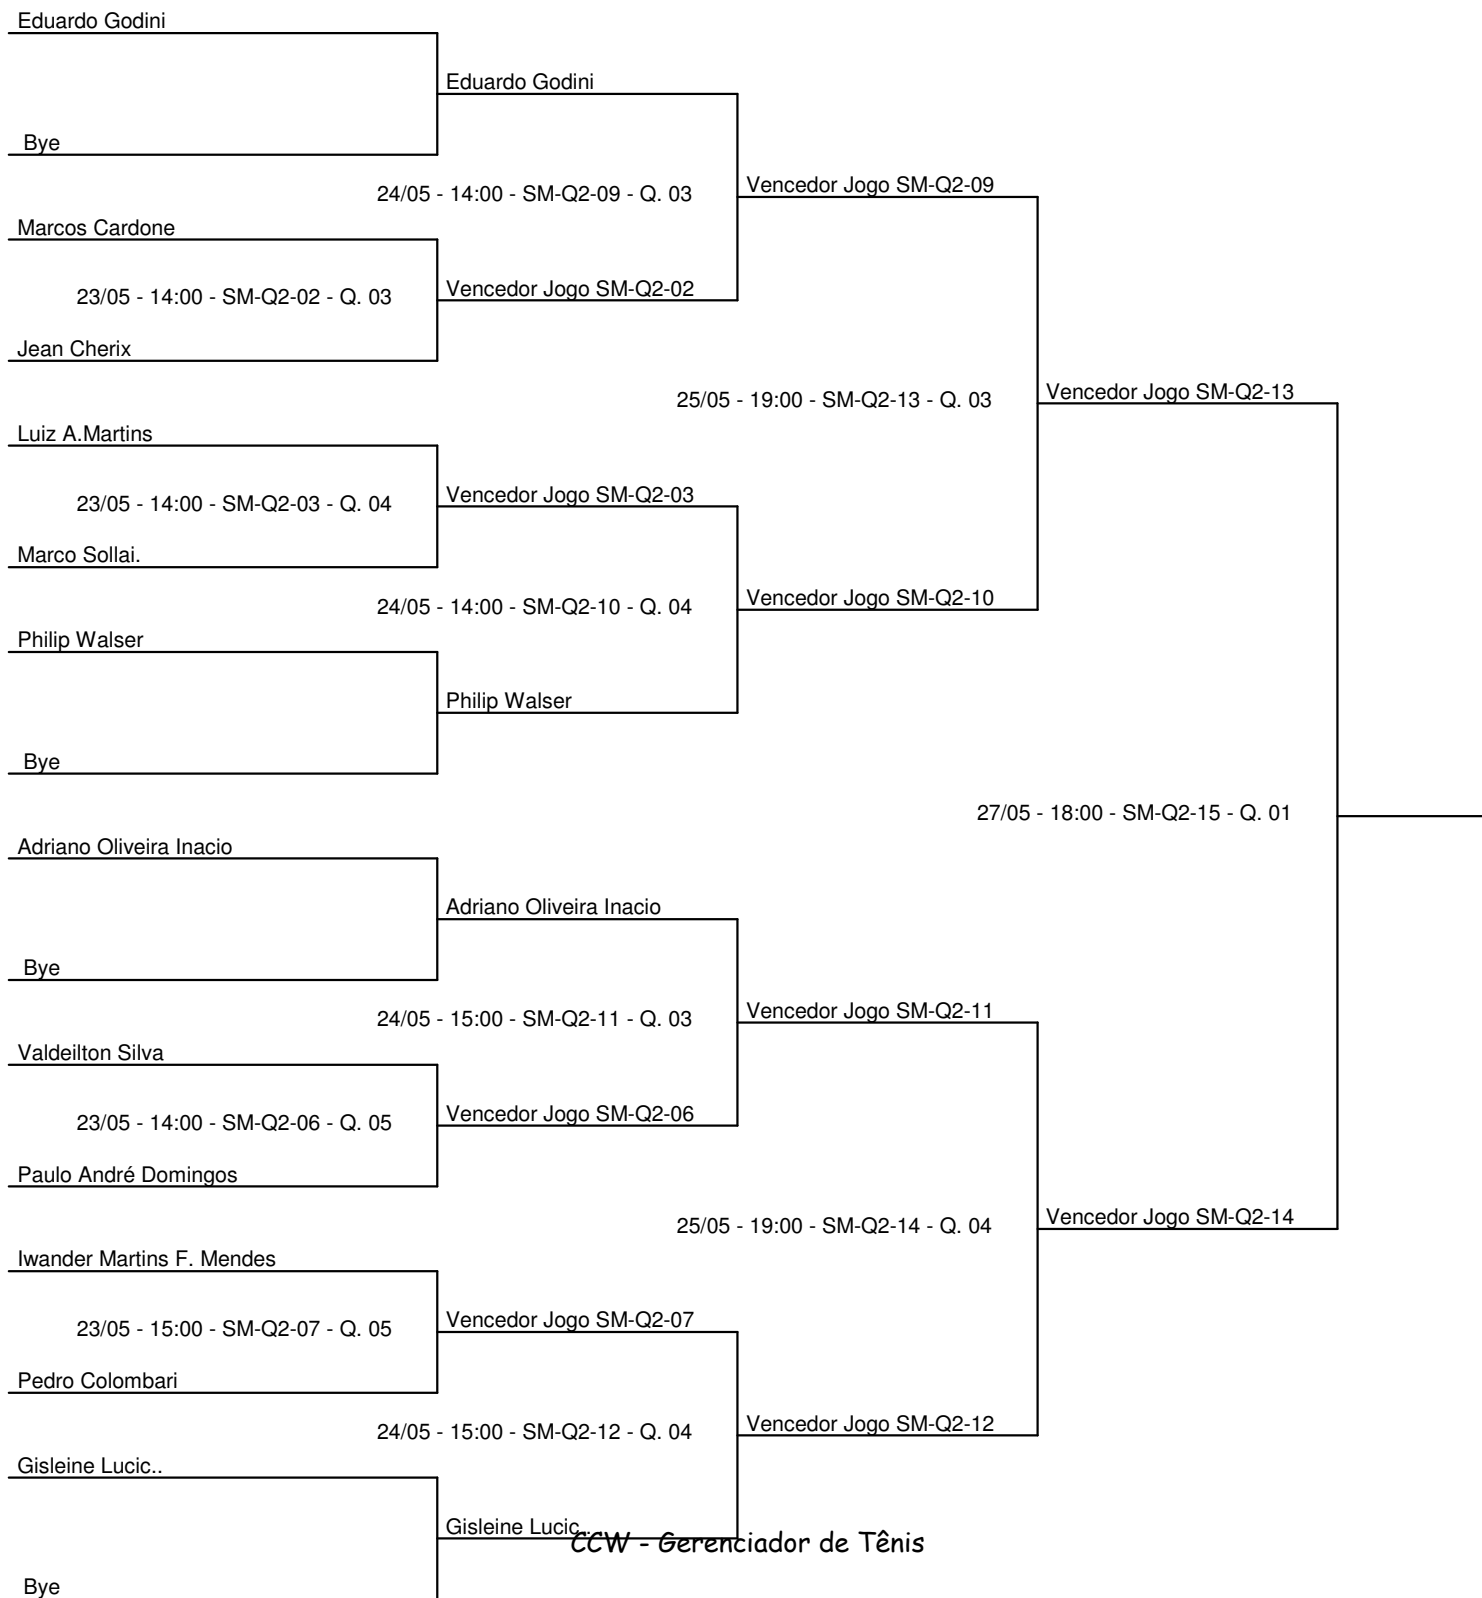 Eduardo Godini
Eduardo Godini
Bye
24/05 - 14:00 - SM-Q2-09 - Q. 03
Vencedor Jogo SM-Q2-09
Marcos Cardone
23/05 - 14:00 - SM-Q2-02 - Q. 03
Vencedor Jogo SM-Q2-02
Jean Cherix
25/05 - 19:00 - SM-Q2-13 - Q. 03
Vencedor Jogo SM-Q2-13
Luiz A.Martins
23/05 - 14:00 - SM-Q2-03 - Q. 04
Vencedor Jogo SM-Q2-03
Marco Sollai.
24/05 - 14:00 - SM-Q2-10 - Q. 04
Vencedor Jogo SM-Q2-10
Philip Walser
Philip Walser
Bye
27/05 - 18:00 - SM-Q2-15 - Q. 01
Adriano Oliveira Inacio
Adriano Oliveira Inacio
Bye
24/05 - 15:00 - SM-Q2-11 - Q. 03
Vencedor Jogo SM-Q2-11
Valdeilton Silva
23/05 - 14:00 - SM-Q2-06 - Q. 05
Vencedor Jogo SM-Q2-06
Paulo André Domingos
25/05 - 19:00 - SM-Q2-14 - Q. 04
Vencedor Jogo SM-Q2-14
Iwander Martins F. Mendes
23/05 - 15:00 - SM-Q2-07 - Q. 05
Vencedor Jogo SM-Q2-07
Pedro Colombari
24/05 - 15:00 - SM-Q2-12 - Q. 04
Vencedor Jogo SM-Q2-12
Gisleine Lucic..
Gisleine Lucic..
CCW - Gerenciador de Tênis
Bye